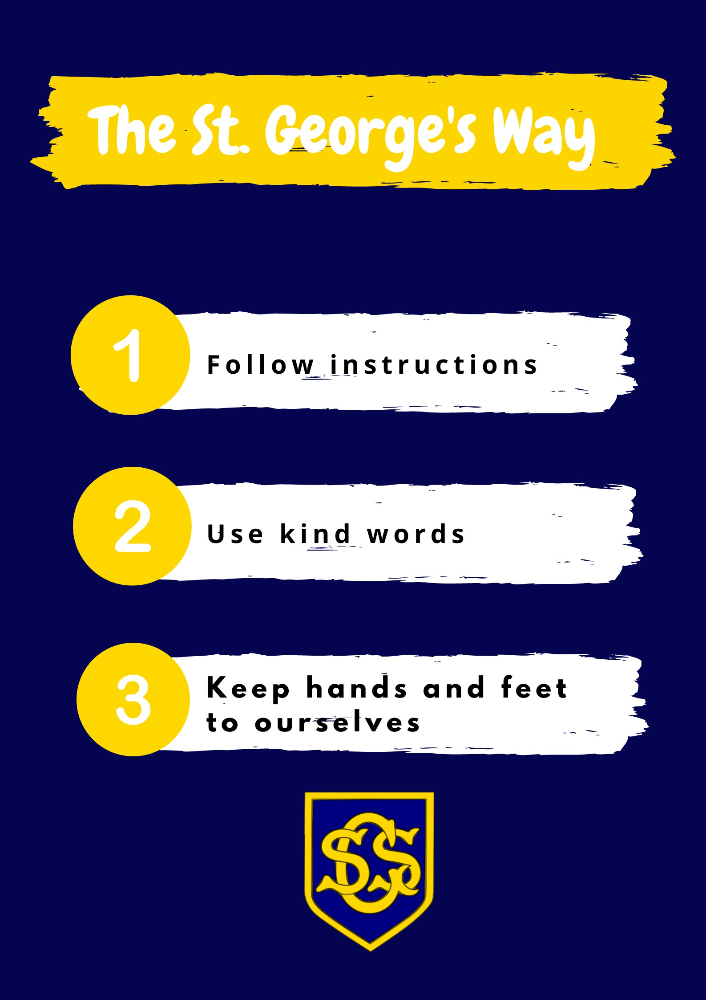 The St. George's Way
1
Follow instructions
2
Use kind words
3
Keep hands and feet
to ourselves
SGS